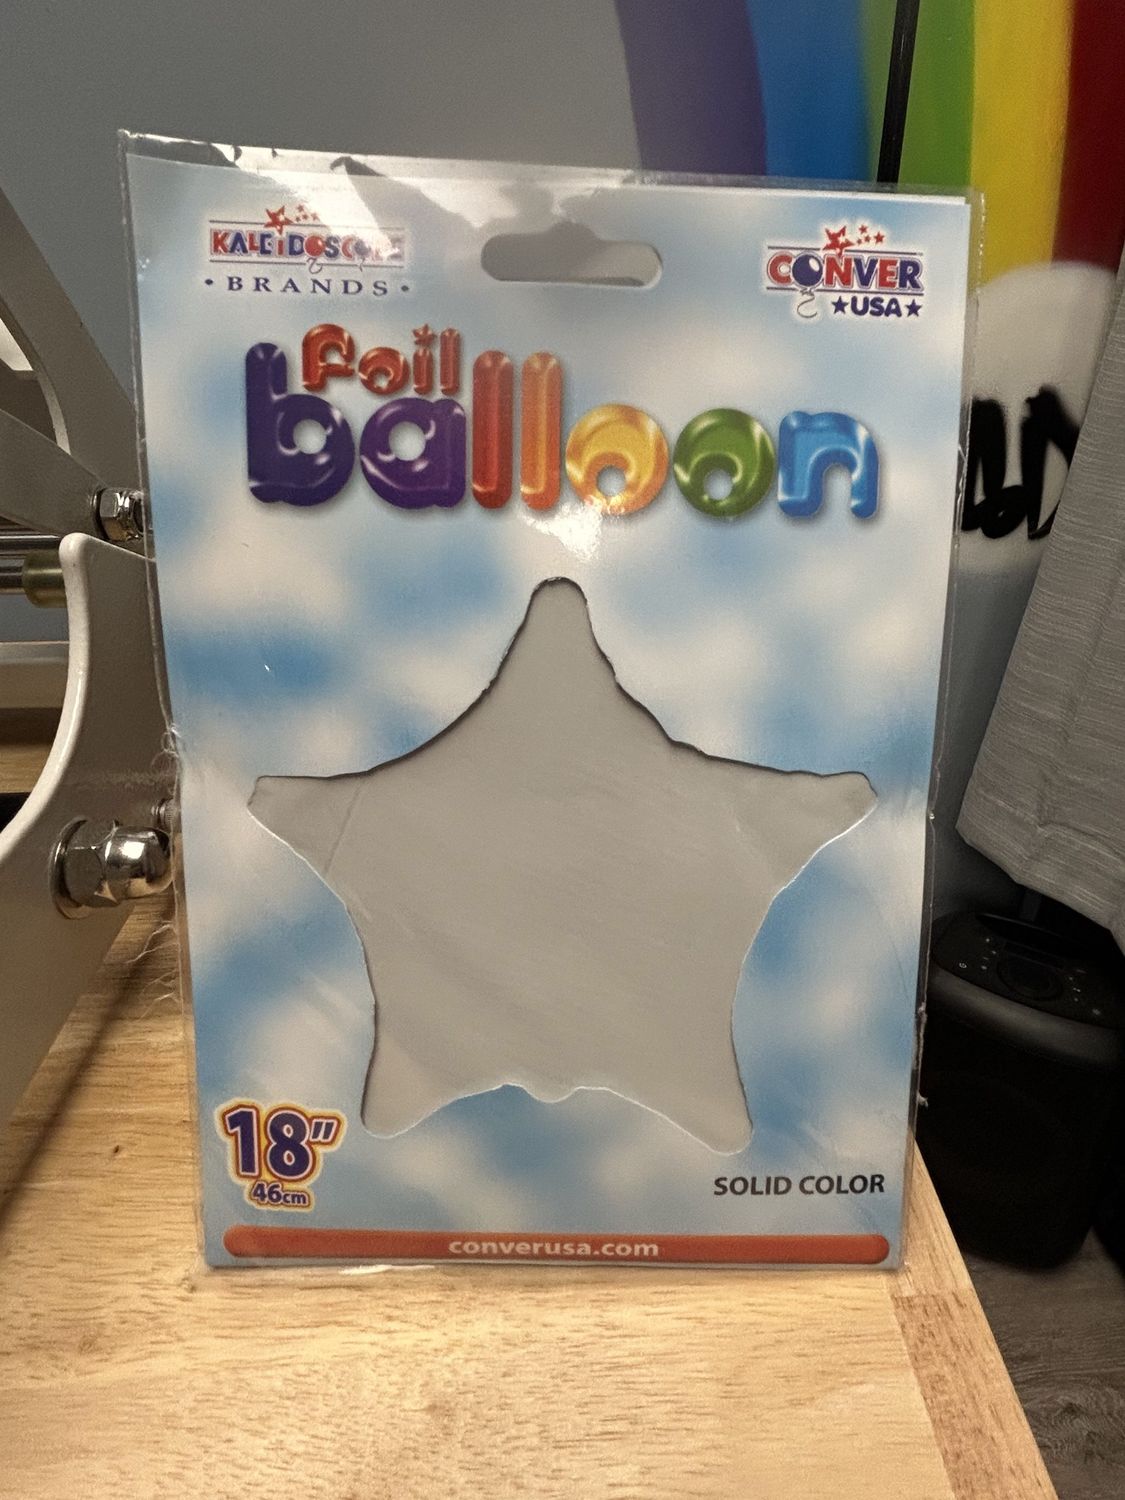 KALEIDOSCOPE
• BRANDS •
CONVER
★USA★
foil
balloon
18"
46cm
SOLID COLOR
converusa.com